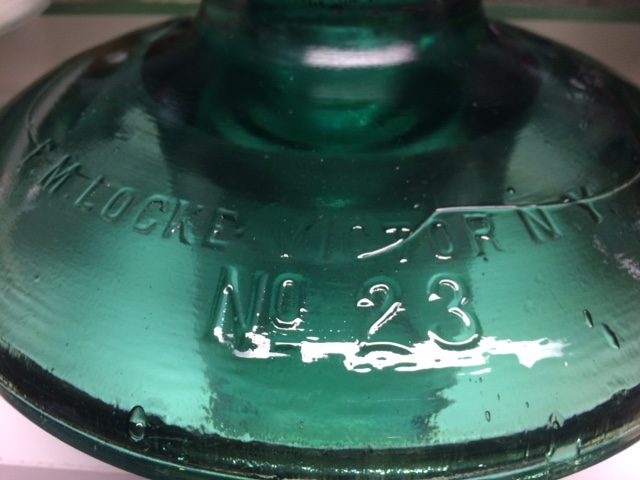 F.M. LOCKE VICTOR N.Y.
No 23